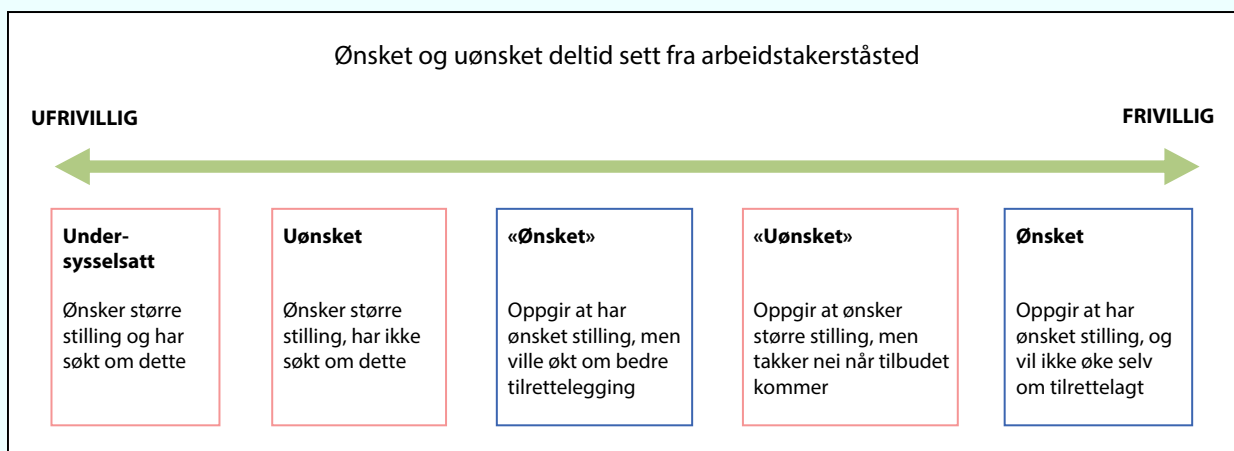 Ønsket og uønsket deltid sett fra arbeidstakerståsted
UFRIVILLIG
FRIVILLIG
Under-
sysselsatt
Ønsker større
stilling og har
søkt om dette
Uønsket
Ønsker større
stilling, har ikke
søkt om dette
«Ønsket»
Oppgir at har
ønsket stilling, men
ville økt om bedre
tilrettelegging
«Uønsket»
Oppgir at ønsker
større stilling, men
takker nei når tilbudet
kommer
Ønsket
Oppgir at har
ønsket stilling, og
vil ikke øke selv
om tilrettelagt